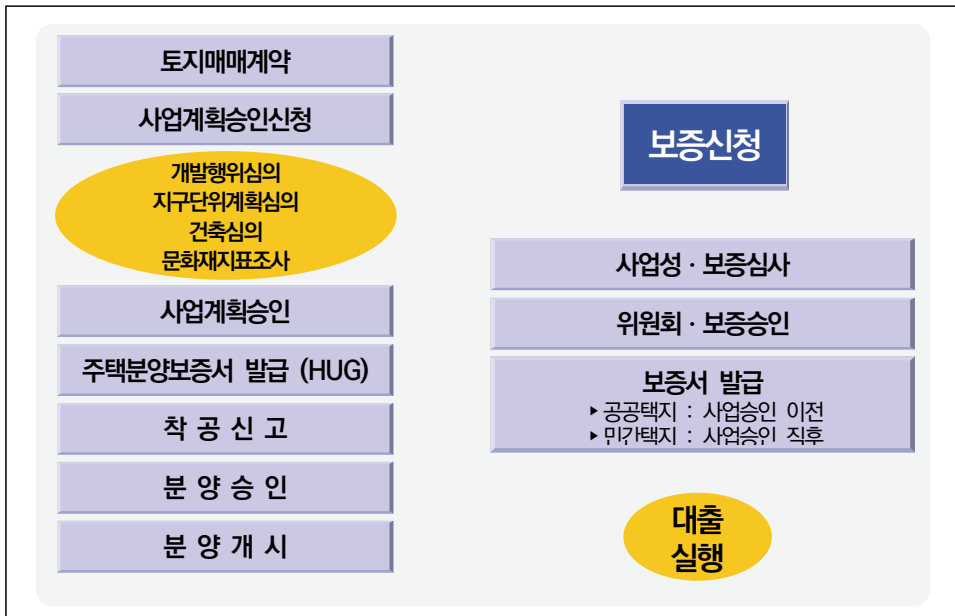 토지매매계약
사업계획승인신청
개발행위심의
지구단위계획심의
건축심의
문화재지표조사
사업계획승인
주택분양보증서 발급 (HUG)
착 공 신 고
분 양 승 인
분 양 개 시
보증신청
사업성 · 보증심사
위원회 · 보증승인
보증서 발급
▸공공택지 : 사업승인 이전
▸민간택지 : 사업승인 직후
대출
실행